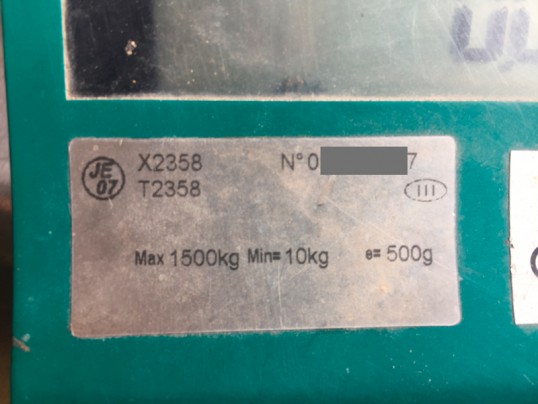 JE
07
X2358
T2358
N° 0 7
III
Max 1500kg Min= 10kg e= 500g